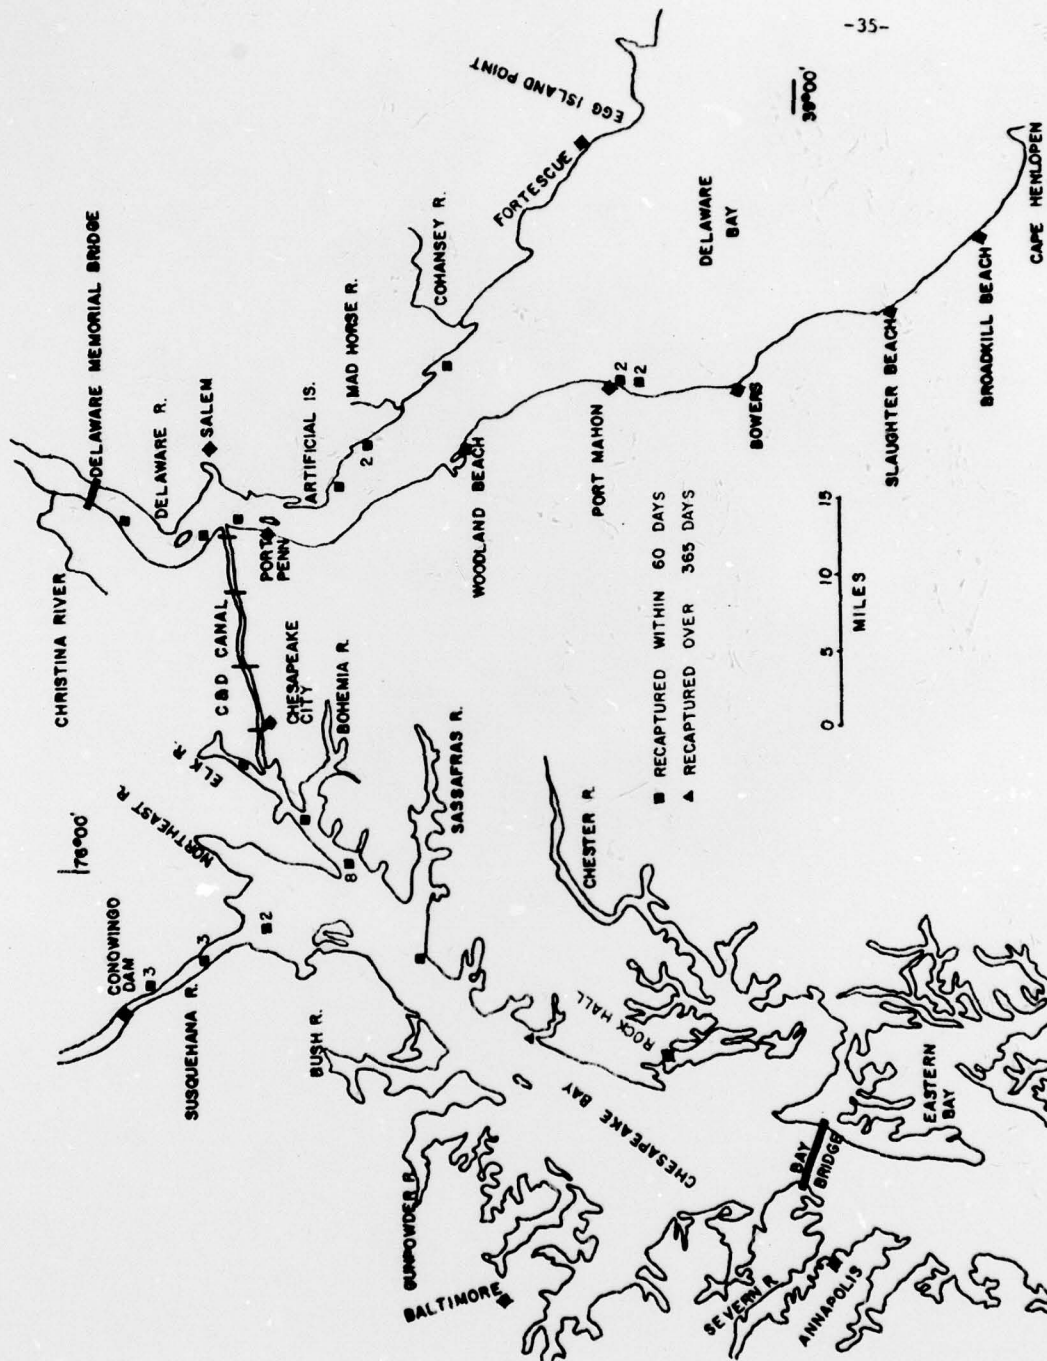 -35-
CHRISTINA RIVER
DELAWARE MEMORIAL BRIDGE
DELAWARE R.
SALEM
ARTIFICIAL IS.
MAD HORSE R.
COHANSEY R.
FORTESCUE
EGG ISLAND POINT
39°00'
76°00'
C&D CANAL
PORT
PENN
CHESAPEAKE
CITY
BOHEMIA R.
ELK R.
NORTHEAST R.
CONOWINGO
DAM
3
3
2
8
2
SUSQUEHANA R.
BUSH R.
SASSAFRAS R.
WOODLAND BEACH
PORT MAHON
2
2
BOWERS
DELAWARE
BAY
SLAUGHTER BEACH
BROADKILL BEACH
CAPE HENLOPEN
RECAPTURED WITHIN 60 DAYS
RECAPTURED OVER 365 DAYS
0 5 10 15
MILES
CHESTER R.
ROCK HALL
CHESAPEAKE BAY
GUNPOWDER R.
BALTIMORE
BAY
BRIDGE
EASTERN
BAY
SEVERN R.
ANNAPOLIS